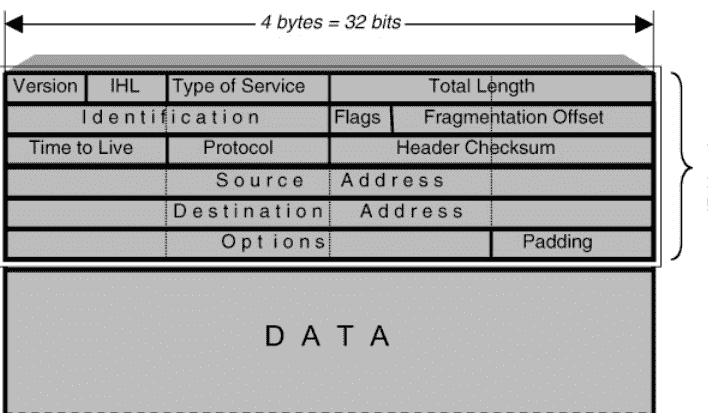 4 bytes = 32 bits
Version IHL Type of Service Total Length
Identification Flags Fragmentation Offset
Time to Live Protocol Header Checksum
Source Address
Destination Address
Options Padding
DATA